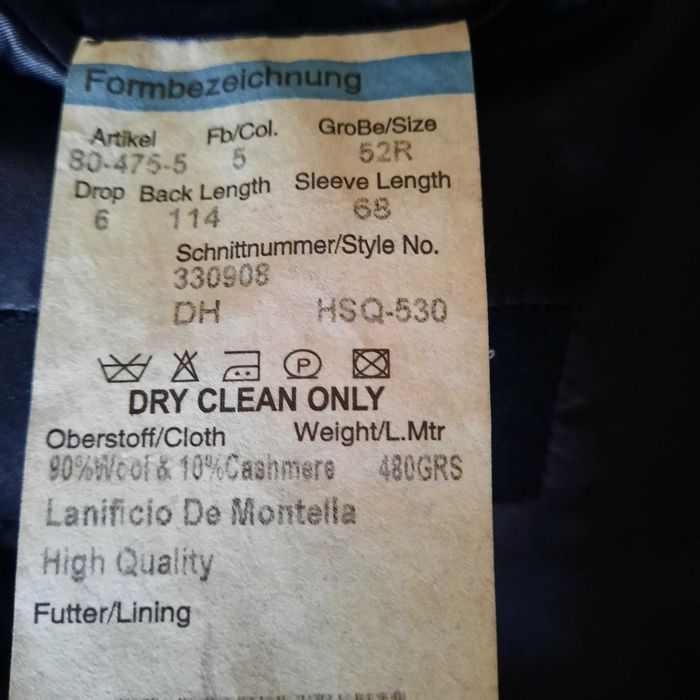 Formbezeichnung
Artikel Fb/Col. GroBe/Size
80-475-5 5 52R
Drop Back Length Sleeve Length
6 114 68
Schnittnummer/Style No.
330908
DH HSQ-530
P
DRY CLEAN ONLY
Oberstoff/Cloth Weight/L.Mtr
90%Wool & 10%Cashmere 480GRS
Lanificio De Montella
High Quality
Futter/Lining